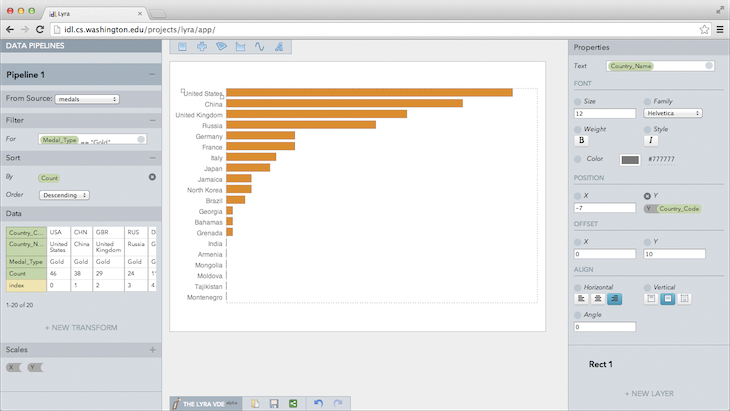 Lyra
idl.cs.washington.edu/projects/lyra/app/
DATA PIPELINES
Pipeline 1
From Source: medals
Filter
For Medal_Type == "Gold"
Sort
By Count
Order Descending
Data
Country_C... USA CHN GBR RUS D
Country_N... United States China United Kingdom Russia G
Medal_Type Gold Gold Gold Gold G
Count 46 38 29 24 1
index 0 1 2 3 4
1-20 of 20
+ NEW TRANSFORM
Scales
X Y
United States
China
United Kingdom
Russia
Germany
France
Italy
Japan
Jamaica
North Korea
Brazil
Georgia
Bahamas
Grenada
India
Armenia
Mongolia
Moldova
Tajikistan
Montenegro
THE LYRA VDE alpha
Properties
Text Country_Name
FONT
Size Family
12 Helvetica
Weight Style
B I
Color #777777
POSITION
X Y
-7 Y Country_Code
OFFSET
X Y
0 10
ALIGN
Horizontal Vertical
Angle
0
Rect 1
+ NEW LAYER